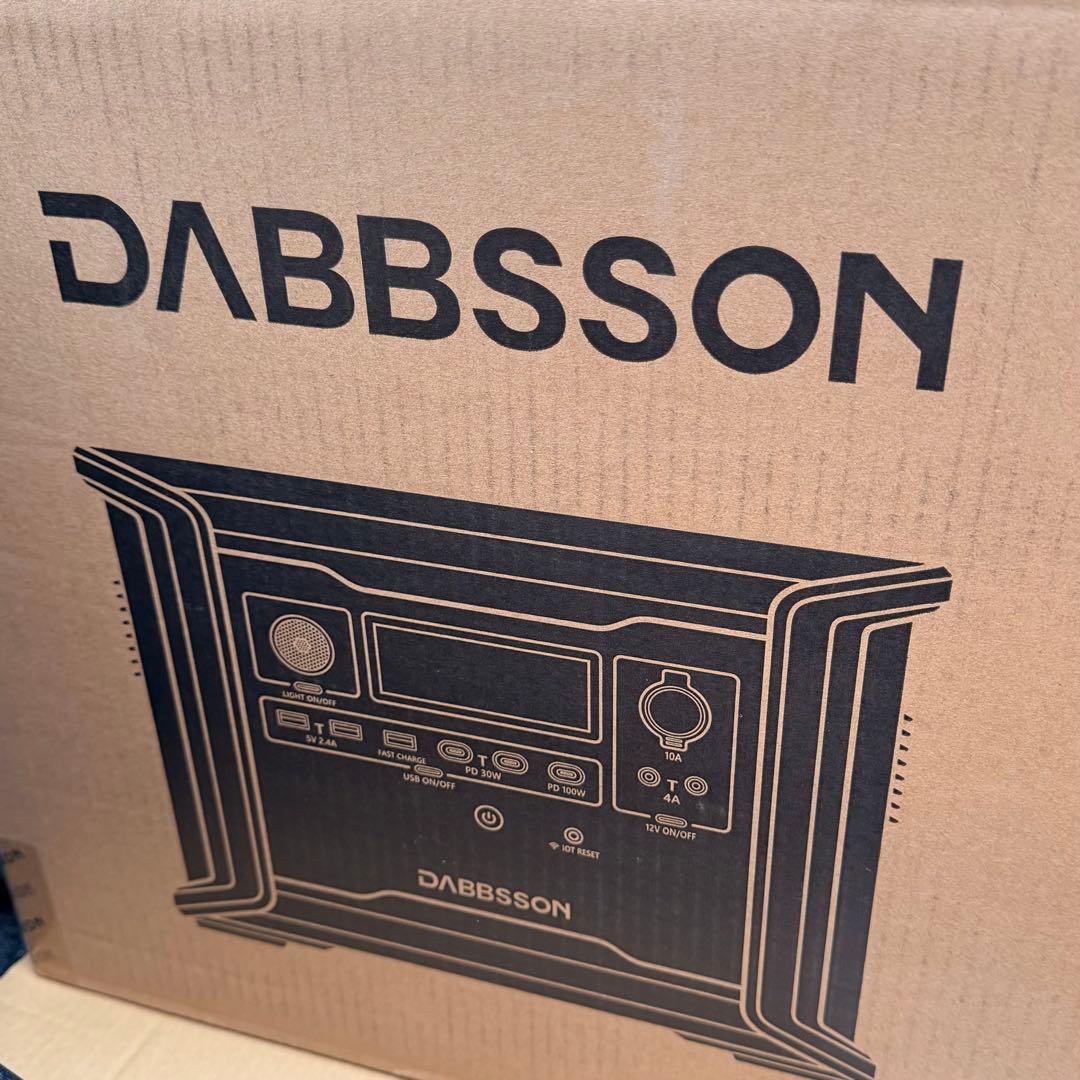 DABBSSON
LIGHT ON/OFF
5V 2.4A
FAST CHARGE
PD 30W
PD 100W
USB ON/OFF
10A
4A
12V ON/OFF
IOT RESET
DABBSSON